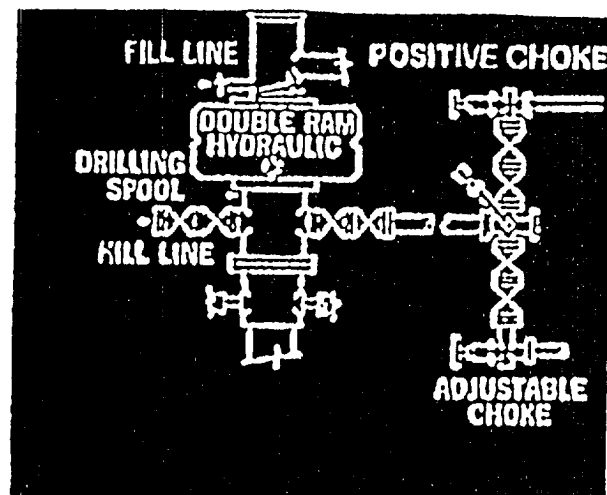 FILL LINE
POSITIVE CHOKE
DOUBLE RAM
HYDRAULIC
DRILLING
SPOOL
KILL LINE
ADJUSTABLE
CHOKE